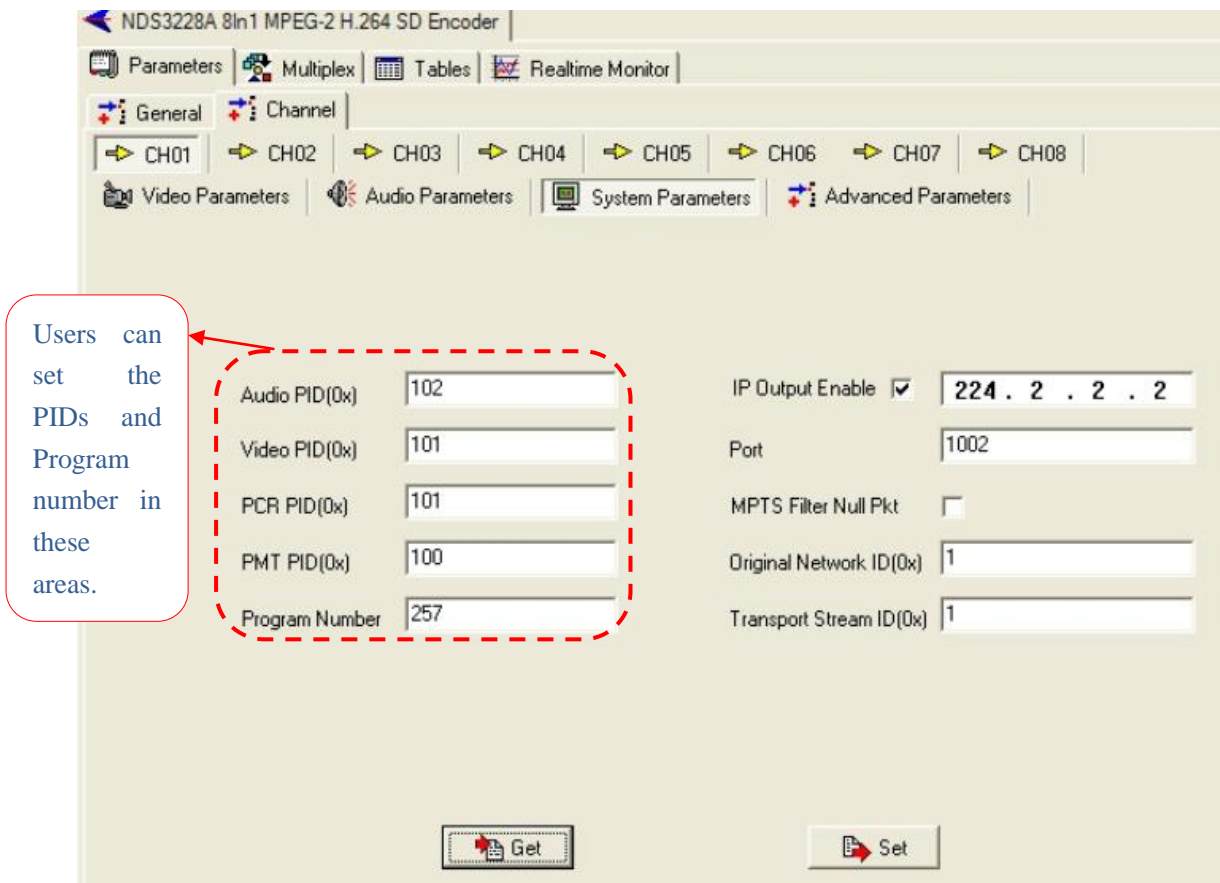 NDS3228A 8In1 MPEG-2 H.264 SD Encoder
Parameters Multiplex Tables Realtime Monitor
General Channel
CH01 CH02 CH03 CH04 CH05 CH06 CH07 CH08
Video Parameters Audio Parameters System Parameters Advanced Parameters
Users can
set the
PIDs and
Program
number in
these
areas.
Audio PID(0x) 102
Video PID(0x) 101
PCR PID(0x) 101
PMT PID(0x) 100
Program Number 257
IP Output Enable 224 . 2 . 2 . 2
Port 1002
MPTS Filter Null Pkt
Original Network ID(0x) 1
Transport Stream ID(0x) 1
Get Set